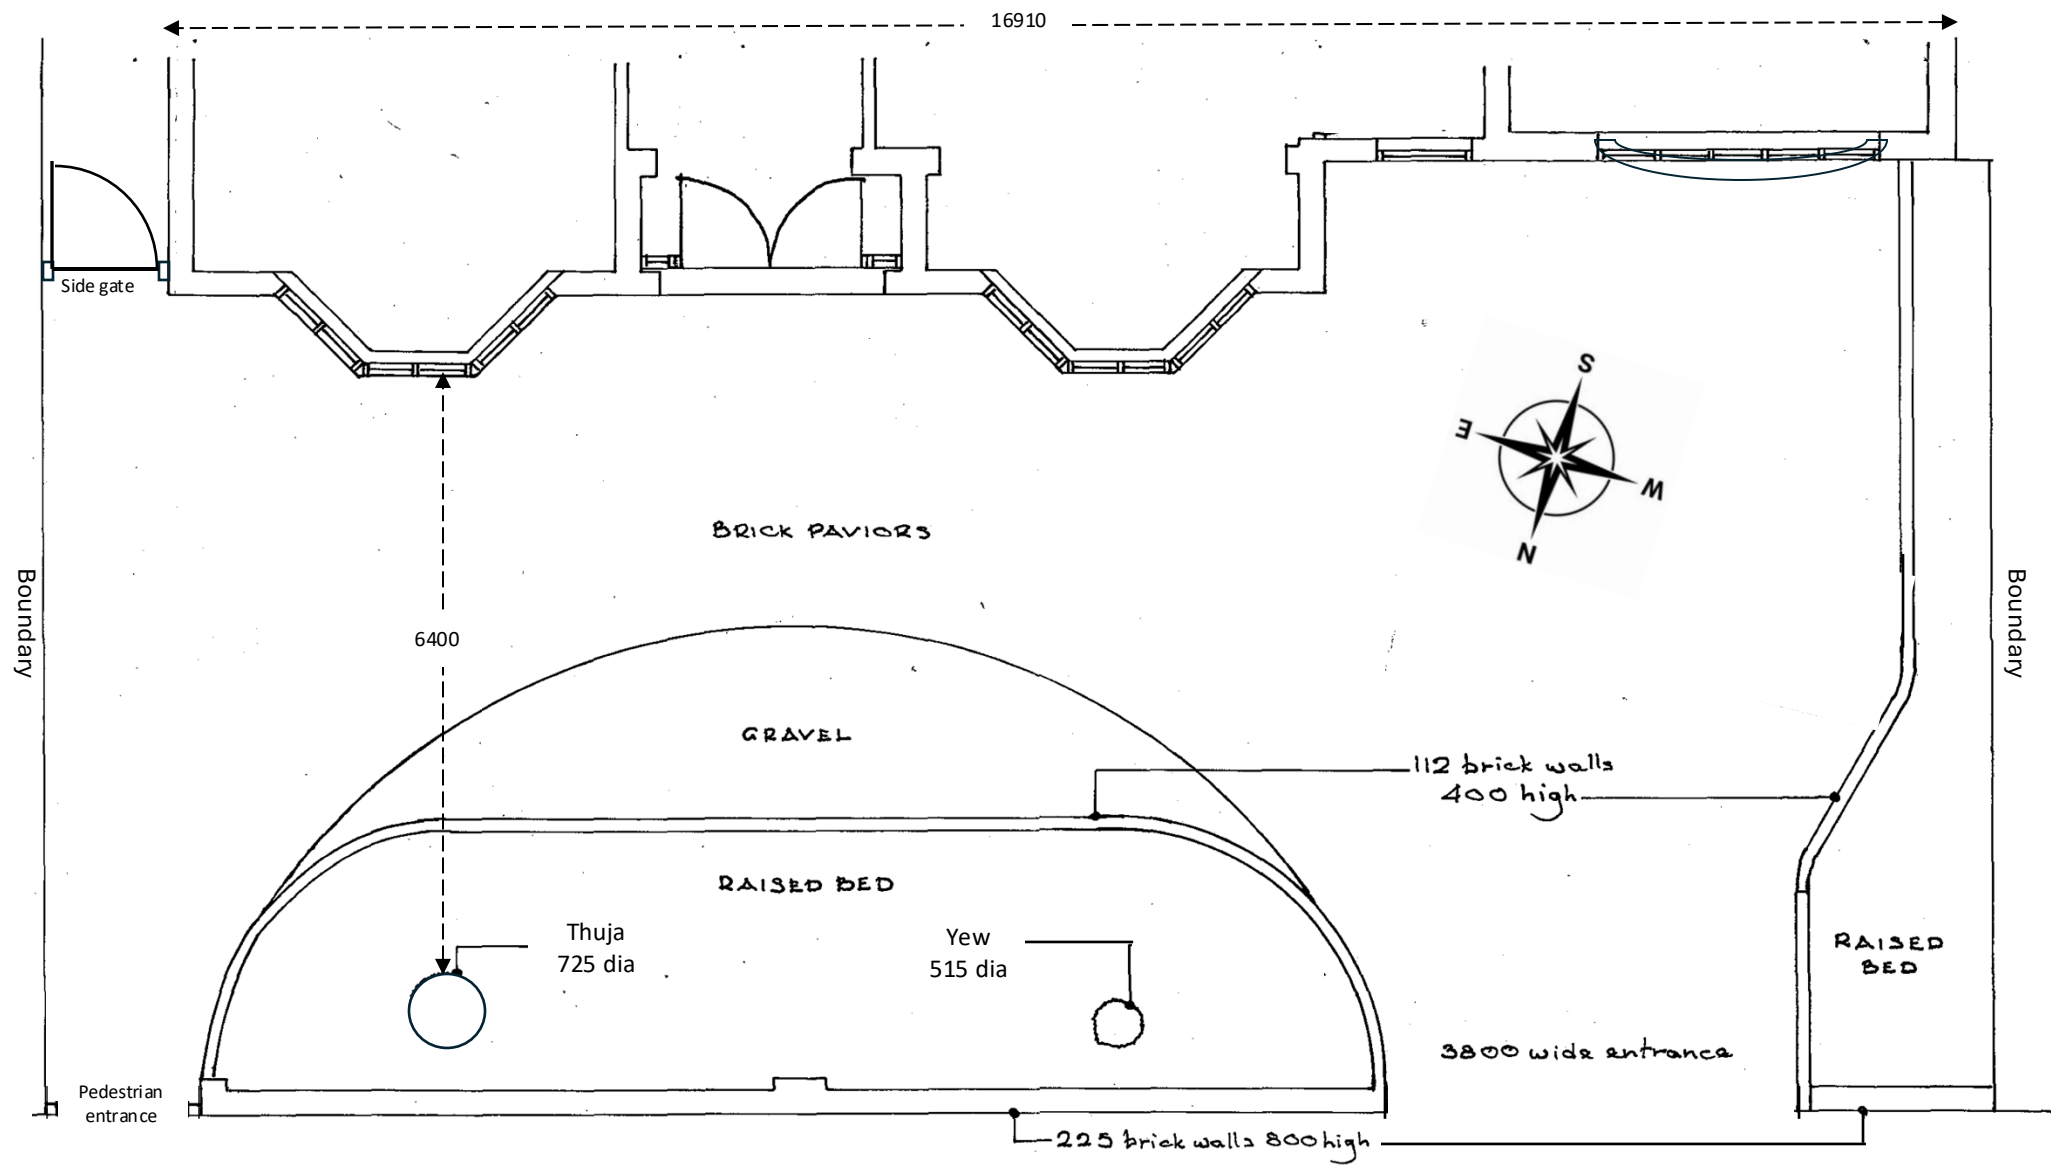 16910
Side gate
S
E
W
N
BRICK PAVIORS
Boundary
Boundary
6400
GRAVEL
112 brick walls
400 high
RAISED BED
Thuja
725 dia
Yew
515 dia
RAISED
BED
3800 wide entrance
Pedestrian
entrance
225 brick walls 800 high